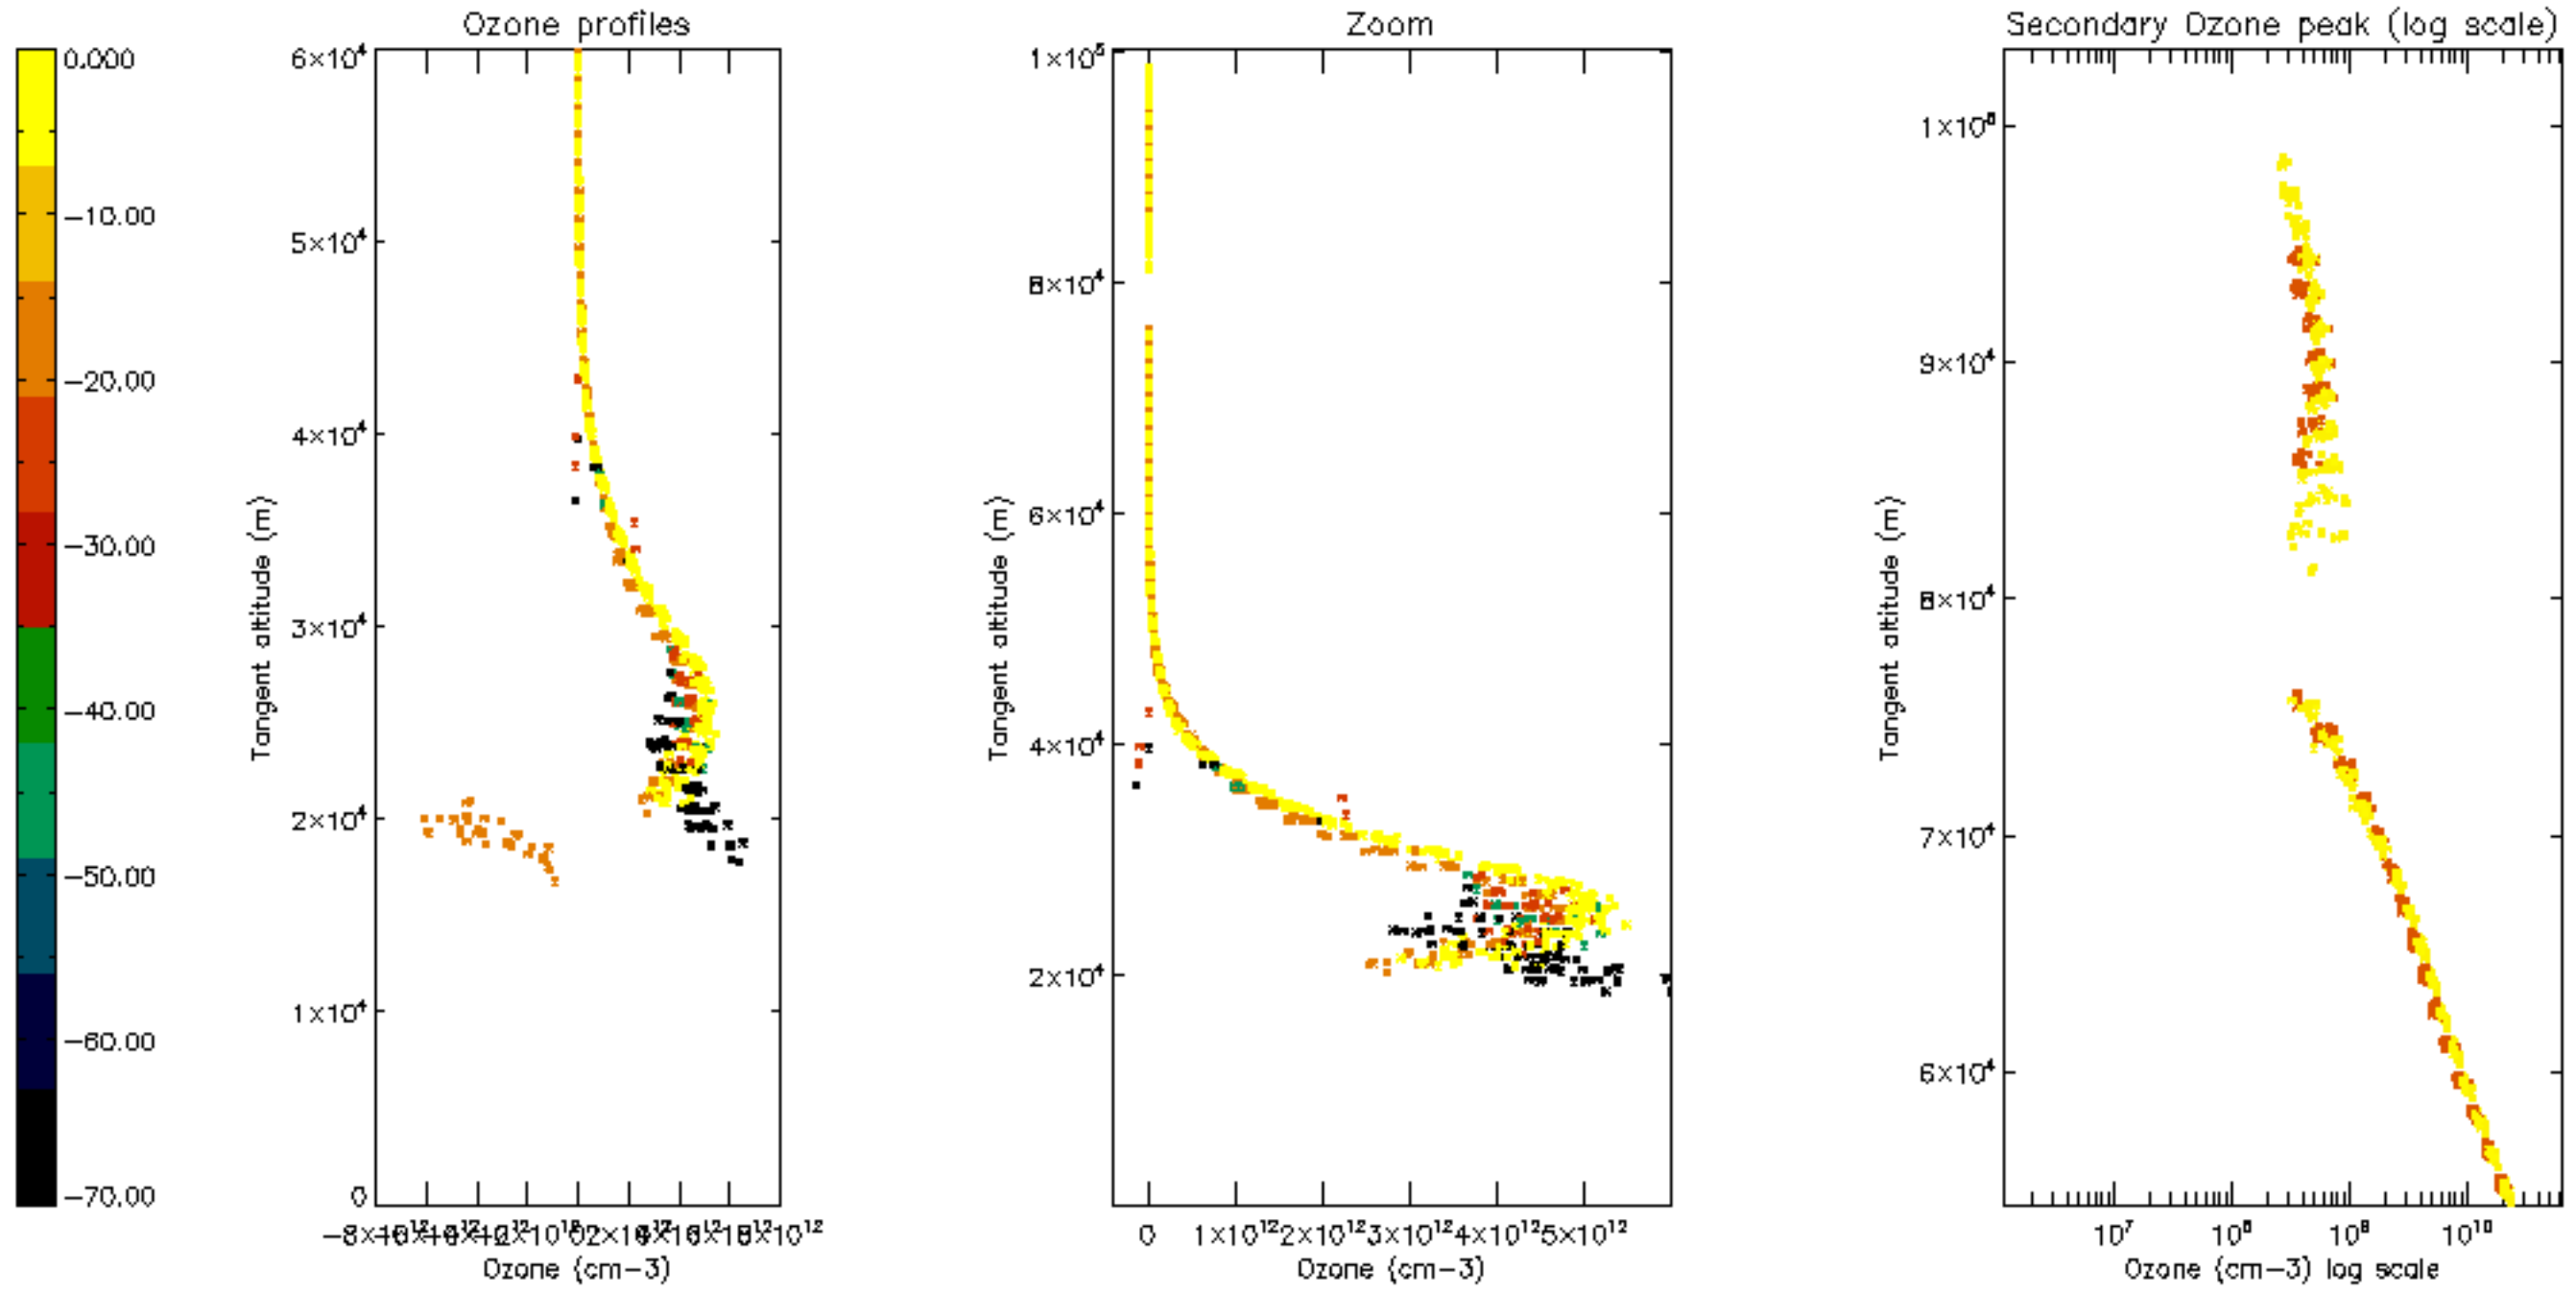 Ozone profiles
Zoom
Secondary Ozone peak (log scale)
0.000
−10.00
−20.00
−30.00
−40.00
−50.00
−60.00
−70.00
6×10⁴
5×10⁴
4×10⁴
3×10⁴
2×10⁴
1×10⁴
0
Tangent altitude (m)
8×10¹²
Ozone (cm−3)
1×10⁵
8×10⁴
6×10⁴
4×10⁴
2×10⁴
Tangent altitude (m)
0 1×10¹² 2×10¹² 3×10¹² 4×10¹² 5×10¹²
Ozone (cm−3)
1×10⁵
9×10⁴
8×10⁴
7×10⁴
6×10⁴
Tangent altitude (m)
10⁷ 10⁸ 10⁹ 10¹⁰
Ozone (cm−3) log scale